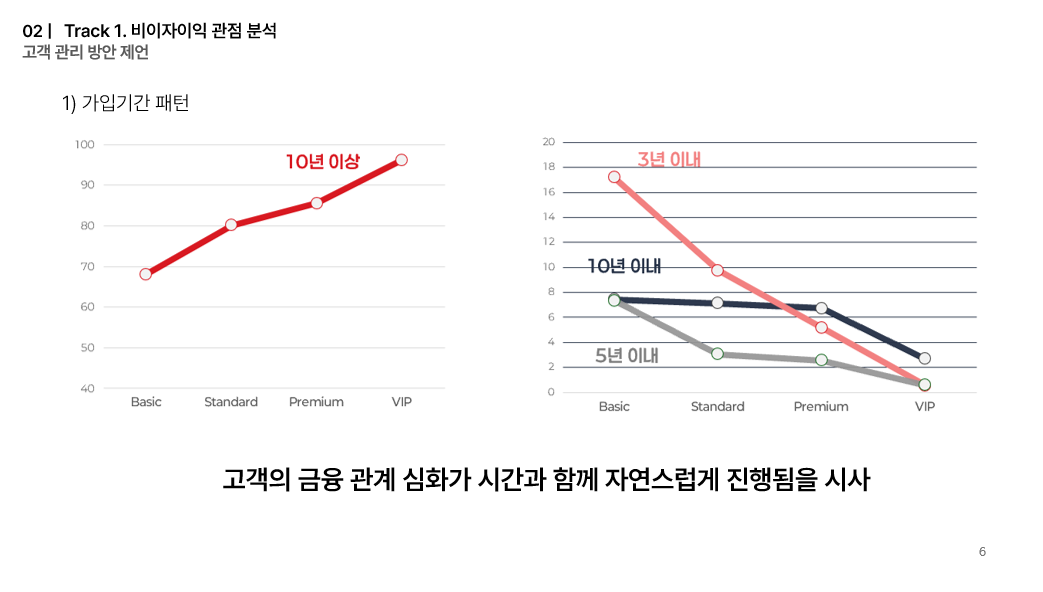 02 | Track 1. 비이자이익 관점 분석
고객 관리 방안 제언
1) 가입기간 패턴
100
90
80
70
60
50
40
10년 이상
Basic Standard Premium VIP
20
18
16
14
12
10
8
6
4
2
0
3년 이내
10년 이내
5년 이내
Basic Standard Premium VIP
고객의 금융 관계 심화가 시간과 함께 자연스럽게 진행됨을 시사
6